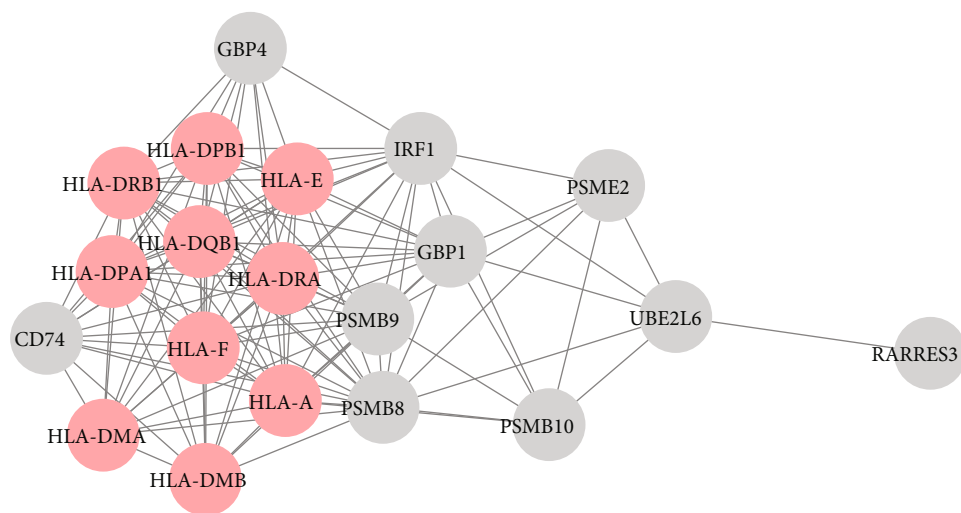 GBP4
IRF1
HLA-DPB1
HLA-E
HLA-DRB1
PSME2
HLA-DQB1
GBP1
HLA-DPA1
HLA-DRA
PSMB9
UBE2L6
CD74
HLA-F
RARRES3
HLA-A
PSMB8
PSMB10
HLA-DMA
HLA-DMB